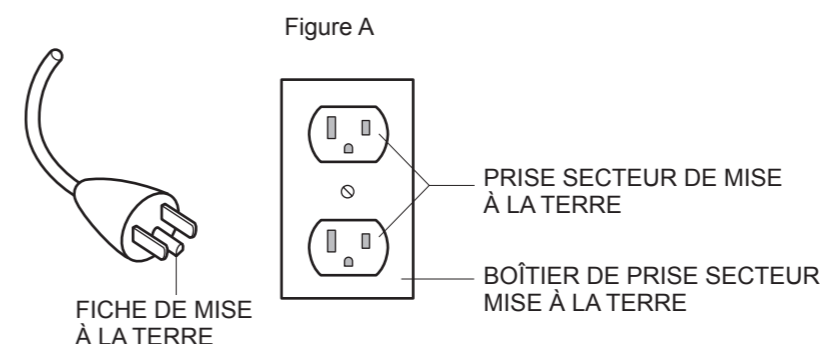 Figure A
PRISE SECTEUR DE MISE
À LA TERRE
BOÎTIER DE PRISE SECTEUR
MISE À LA TERRE
FICHE DE MISE
À LA TERRE